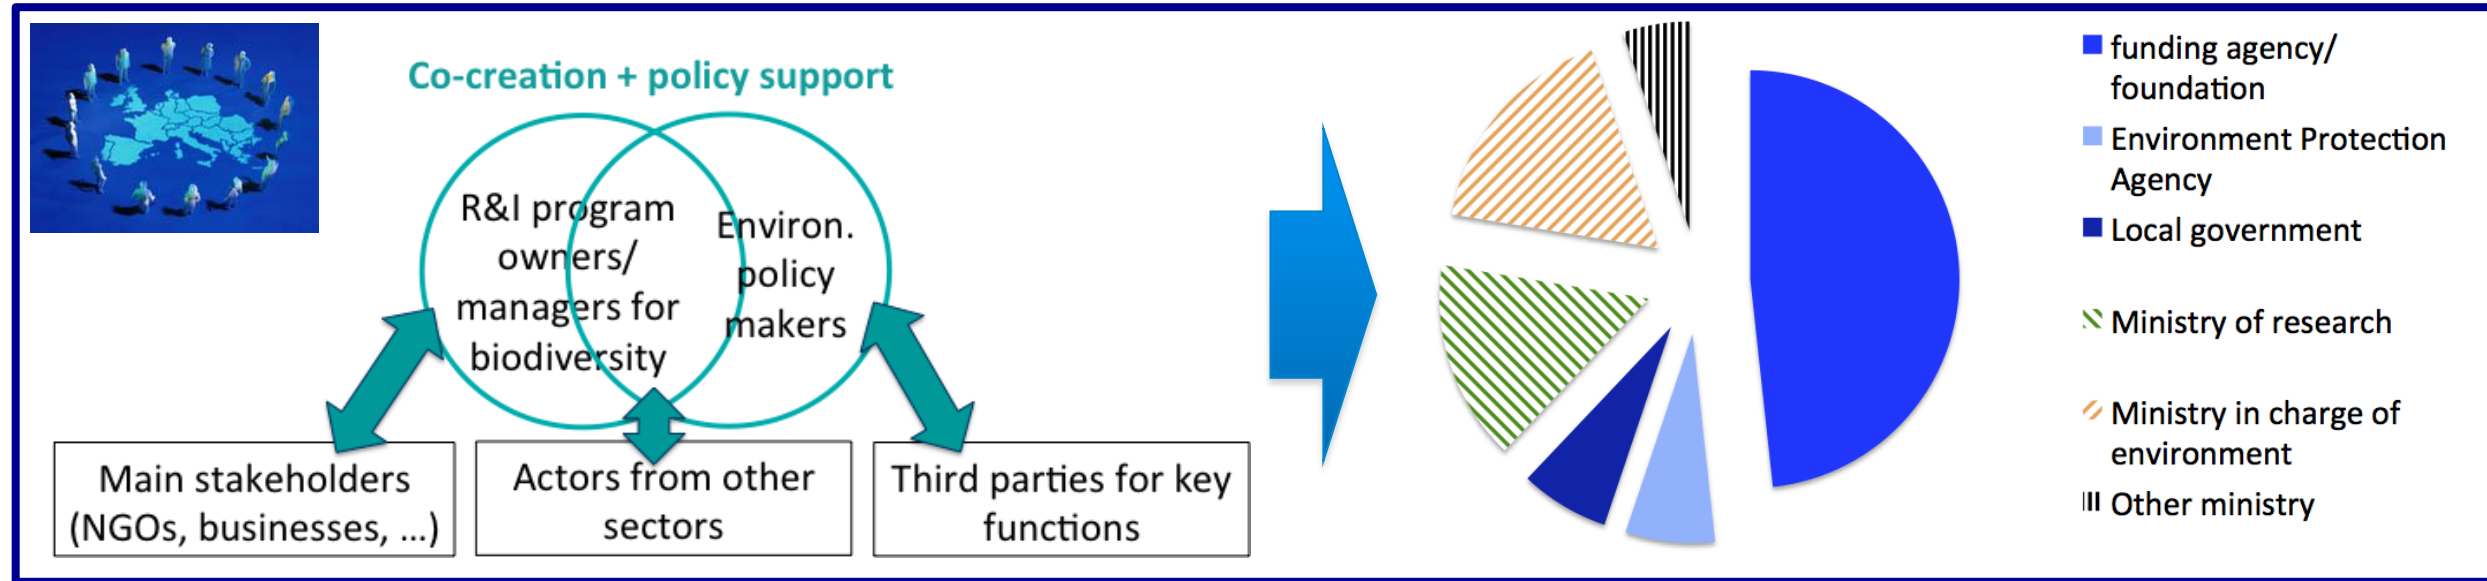 Co-creation + policy support
R&I program
owners/
managers for
biodiversity
Environ.
policy
makers
Main stakeholders
(NGOs, businesses, ...)
Actors from other
sectors
Third parties for key
functions
funding agency/
foundation
Environment Protection
Agency
Local government
Ministry of research
Ministry in charge of
environment
Other ministry